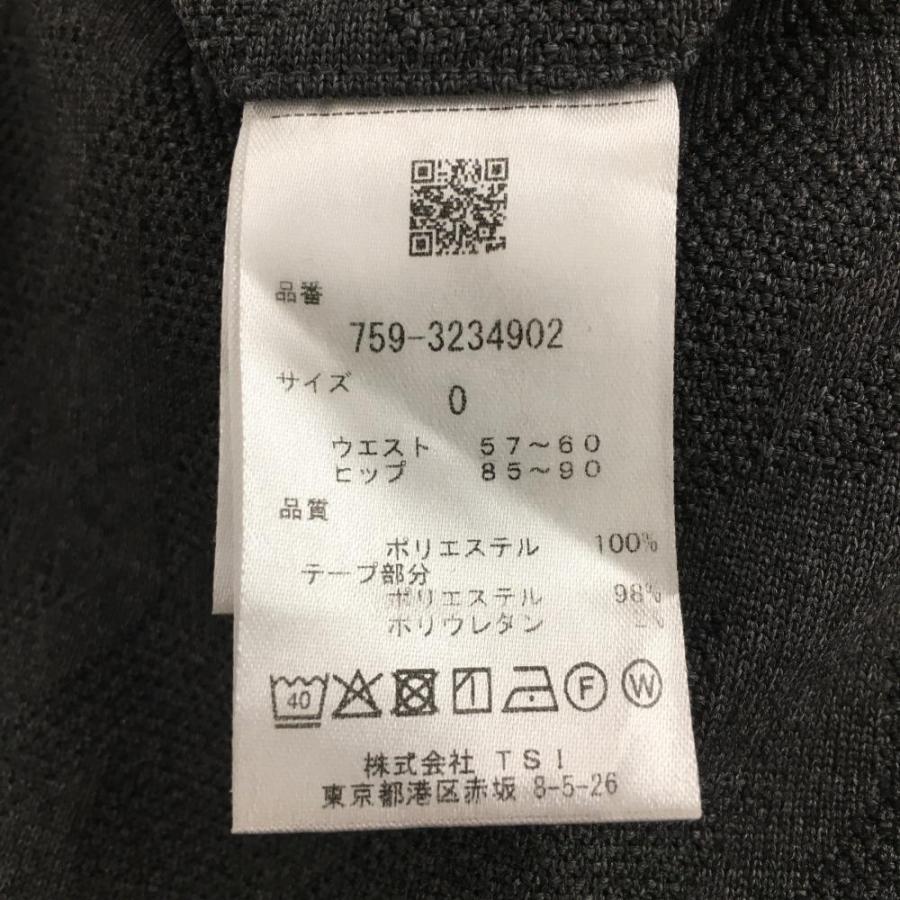 品番
759-3234902
サイズ
0
ウエスト 57～60
ヒップ 85～90
品質
ポリエステル 100%
テープ部分
ポリエステル 98%
ポリウレタン 2%
40 F W
株式会社 TSI
東京都港区赤坂 8-5-26